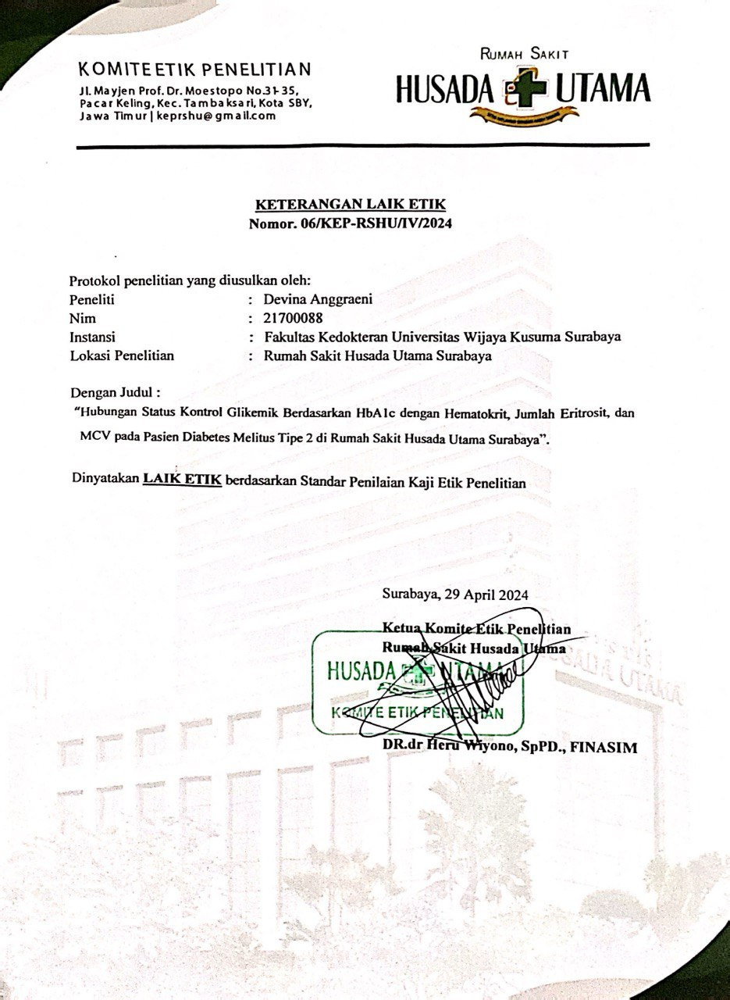 KOMITE ETIK PENELITIAN
Jl. Mayjen Prof. Dr. Moestopo No.31-35,
Pacar Keling, Kec. Tambaksari, Kota SBY,
Jawa Timur | keprshu@gmail.com
RUMAH SAKIT
HUSADA UTAMA
KETERANGAN LAIK ETIK
Nomor. 06/KEP-RSHU/IV/2024
Protokol penelitian yang diusulkan oleh:
Peneliti : Devina Anggraeni
Nim : 21700088
Instansi : Fakultas Kedokteran Universitas Wijaya Kusuma Surabaya
Lokasi Penelitian : Rumah Sakit Husada Utama Surabaya
Dengan Judul :
“Hubungan Status Kontrol Glikemik Berdasarkan HbA1c dengan Hematokrit, Jumlah Eritrosit, dan
MCV pada Pasien Diabetes Melitus Tipe 2 di Rumah Sakit Husada Utama Surabaya”.
Dinyatakan LAIK ETIK berdasarkan Standar Penilaian Kaji Etik Penelitian
Surabaya, 29 April 2024
Ketua Komite Etik Penelitian
Rumah Sakit Husada Utama
HUSADA UTAMA
KOMITE ETIK PENELITIAN
DR.dr Heru Wiyono, SpPD., FINASIM
HUSADA UTAMA